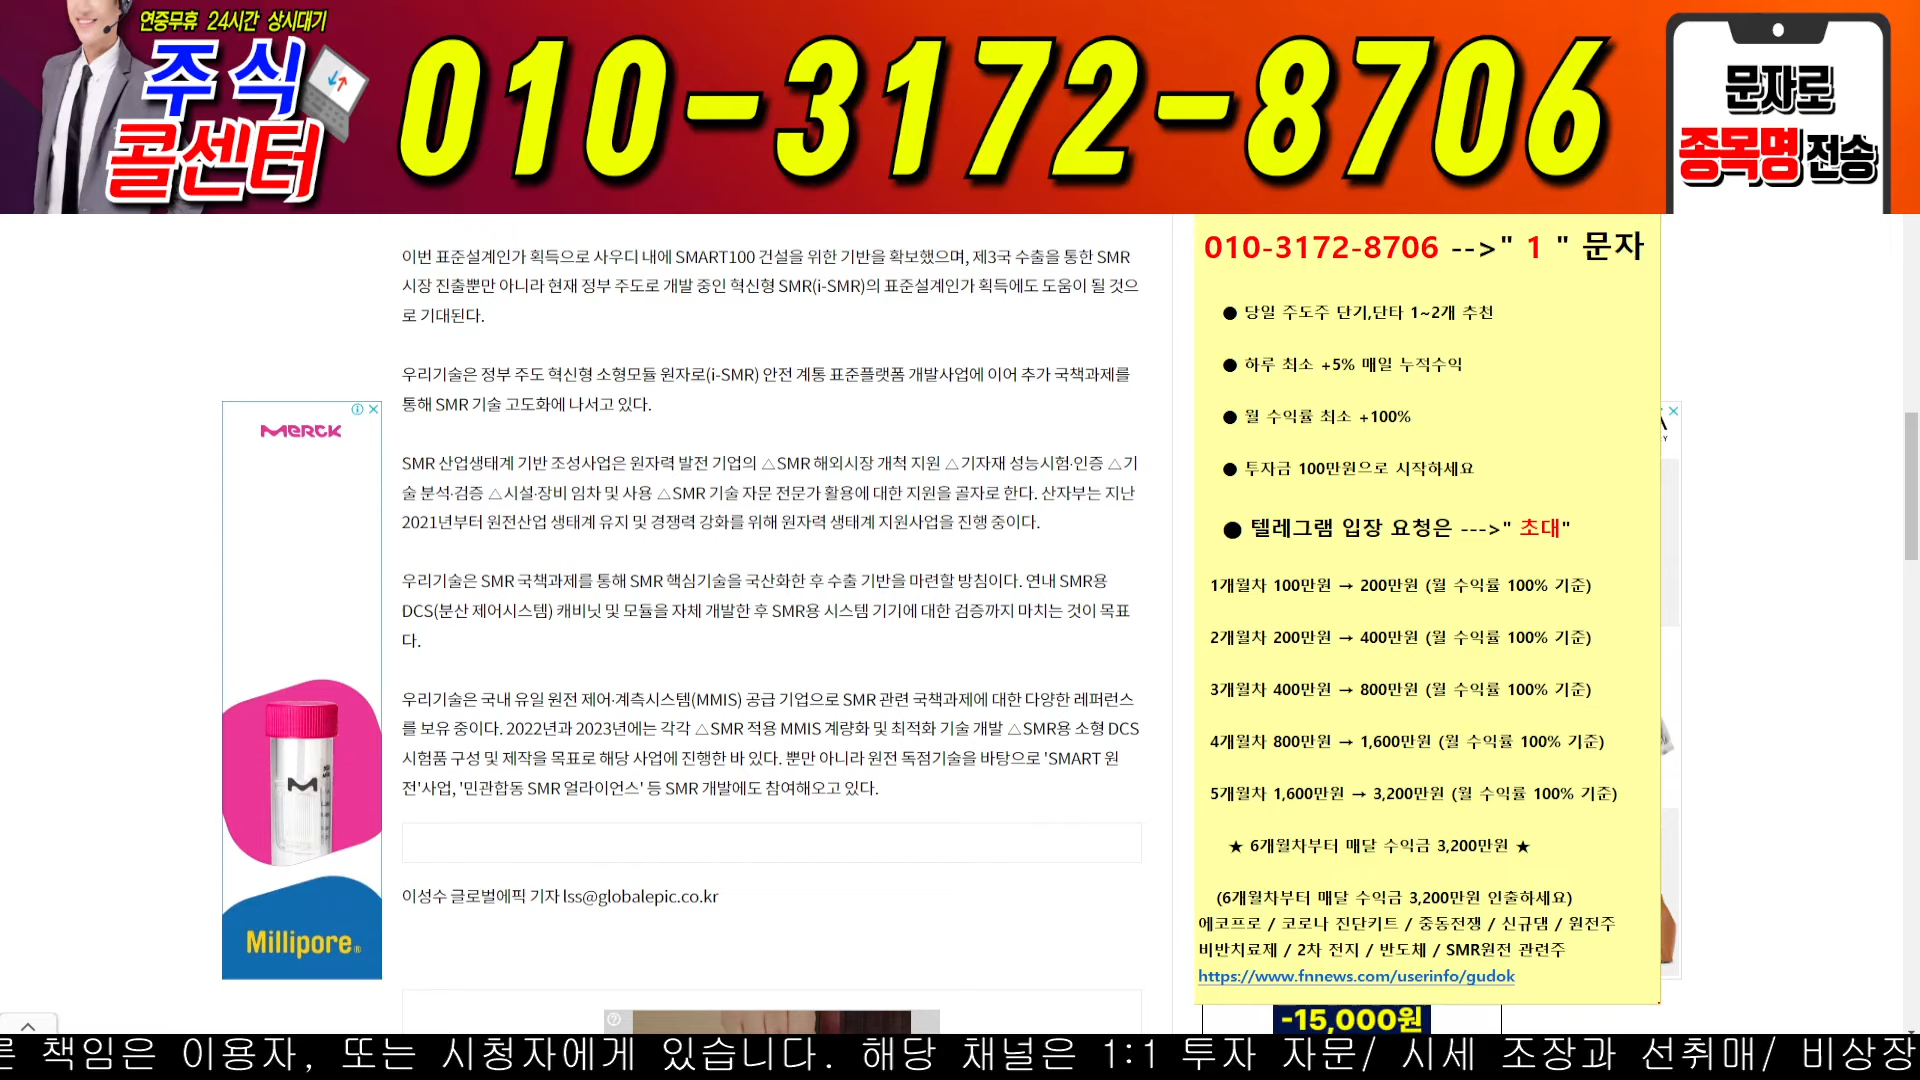 연중무휴 24시간 상시대기
주식
콜센터
010-3172-8706
문자로
종목명 전송
이번 표준설계인가 획득으로 사우디 내에 SMART100 건설을 위한 기반을 확보했으며, 제3국 수출을 통한 SMR
시장 진출뿐만 아니라 현재 정부 주도로 개발 중인 혁신형 SMR(i-SMR)의 표준설계인가 획득에도 도움이 될 것으
로 기대된다.
우리기술은 정부 주도 혁신형 소형모듈 원자로(i-SMR) 안전 계통 표준플랫폼 개발사업에 이어 추가 국책과제를
통해 SMR 기술 고도화에 나서고 있다.
SMR 산업생태계 기반 조성사업은 원자력 발전 기업의 △SMR 해외시장 개척 지원 △기자재 성능시험·인증 △기
술 분석·검증 △시설·장비 임차 및 사용 △SMR 기술 자문 전문가 활용에 대한 지원을 골자로 한다. 산자부는 지난
2021년부터 원전산업 생태계 유지 및 경쟁력 강화를 위해 원자력 생태계 지원사업을 진행 중이다.
우리기술은 SMR 국책과제를 통해 SMR 핵심기술을 국산화한 후 수출 기반을 마련할 방침이다. 연내 SMR용
DCS(분산 제어시스템) 캐비닛 및 모듈을 자체 개발한 후 SMR용 시스템 기기에 대한 검증까지 마치는 것이 목표
다.
우리기술은 국내 유일 원전 제어·계측시스템(MMIS) 공급 기업으로 SMR 관련 국책과제에 대한 다양한 레퍼런스
를 보유 중이다. 2022년과 2023년에는 각각 △SMR 적용 MMIS 계량화 및 최적화 기술 개발 △SMR용 소형 DCS
시험품 구성 및 제작을 목표로 해당 사업에 진행한 바 있다. 뿐만 아니라 원전 독점기술을 바탕으로 'SMART 원
전'사업, '민관합동 SMR 얼라이언스' 등 SMR 개발에도 참여해오고 있다.
이성수 글로벌에픽 기자 lss@globalepic.co.kr
MERCK
Millipore®
010-3172-8706 -->" 1 " 문자
● 당일 주도주 단기,단타 1~2개 추천
● 하루 최소 +5% 매일 누적수익
● 월 수익률 최소 +100%
● 투자금 100만원으로 시작하세요
● 텔레그램 입장 요청은 --->" 초대"
1개월차 100만원 → 200만원 (월 수익률 100% 기준)
2개월차 200만원 → 400만원 (월 수익률 100% 기준)
3개월차 400만원 → 800만원 (월 수익률 100% 기준)
4개월차 800만원 → 1,600만원 (월 수익률 100% 기준)
5개월차 1,600만원 → 3,200만원 (월 수익률 100% 기준)
★ 6개월차부터 매달 수익금 3,200만원 ★
(6개월차부터 매달 수익금 3,200만원 인출하세요)
에코프로 / 코로나 진단키트 / 중동전쟁 / 신규댐 / 원전주
비반치료제 / 2차 전지 / 반도체 / SMR원전 관련주
https://www.fnnews.com/userinfo/gudok
-15,000원
책임은 이용자, 또는 시청자에게 있습니다. 해당 채널은 1:1 투자 자문/ 시세 조장과 선취매/ 비상장